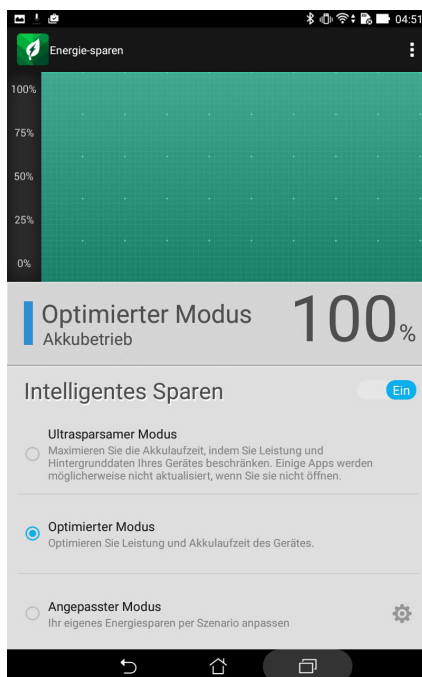 04:51
Energie-sparen
100%
75%
50%
25%
0%
Optimierter Modus
Akkubetrieb
100%
Intelligentes Sparen
Ein
Ultrasparsamer Modus
Maximieren Sie die Akkulaufzeit, indem Sie Leistung und
Hintergrunddaten Ihres Gerätes beschränken. Einige Apps werden
möglicherweise nicht aktualisiert, wenn Sie sie nicht öffnen.
Optimierter Modus
Optimieren Sie Leistung und Akkulaufzeit des Gerätes.
Angepasster Modus
Ihr eigenes Energiesparen per Szenario anpassen